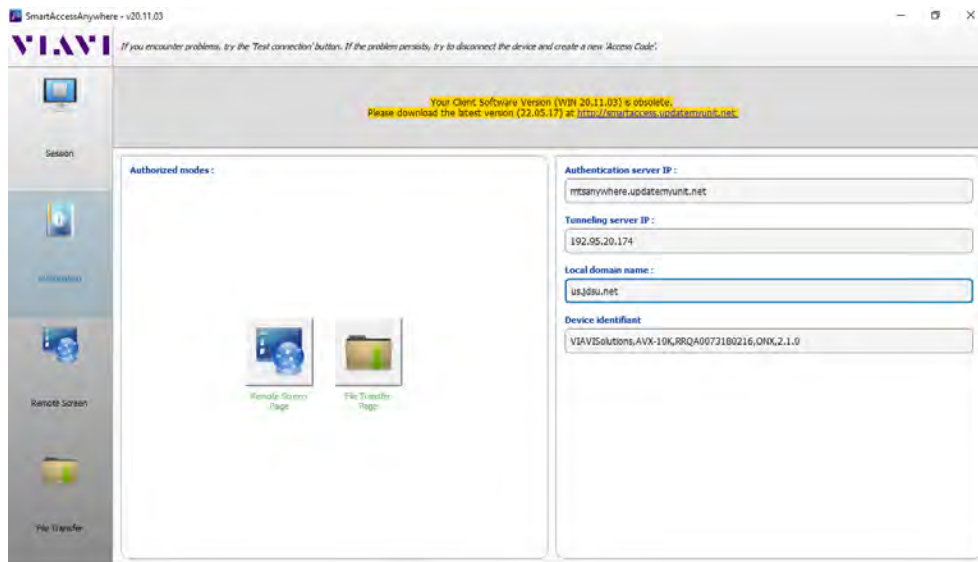 SmartAccessAnywhere - v20.11.03
VIAVI
If you encounter problems, try the 'Test connection' button. If the problem persists, try to disconnect the device and create a new 'Access Code'.
Your Client Software Version (WIN 20.11.03) is obsolete.
Please download the latest version (22.05.17) at http://smartaccess.updatemyunit.net
Session
Information
Remote Screen
File Transfer
Authorized modes :
Remote Screen
Page
File Transfer
Page
Authentication server IP :
mtsanywhere.updatemyunit.net
Tunneling server IP :
192.95.20.174
Local domain name :
us.jdsu.net
Device identifiant
VIAVISolutions,AVX-10K,RRQA0073180216,ONX,2.1.0